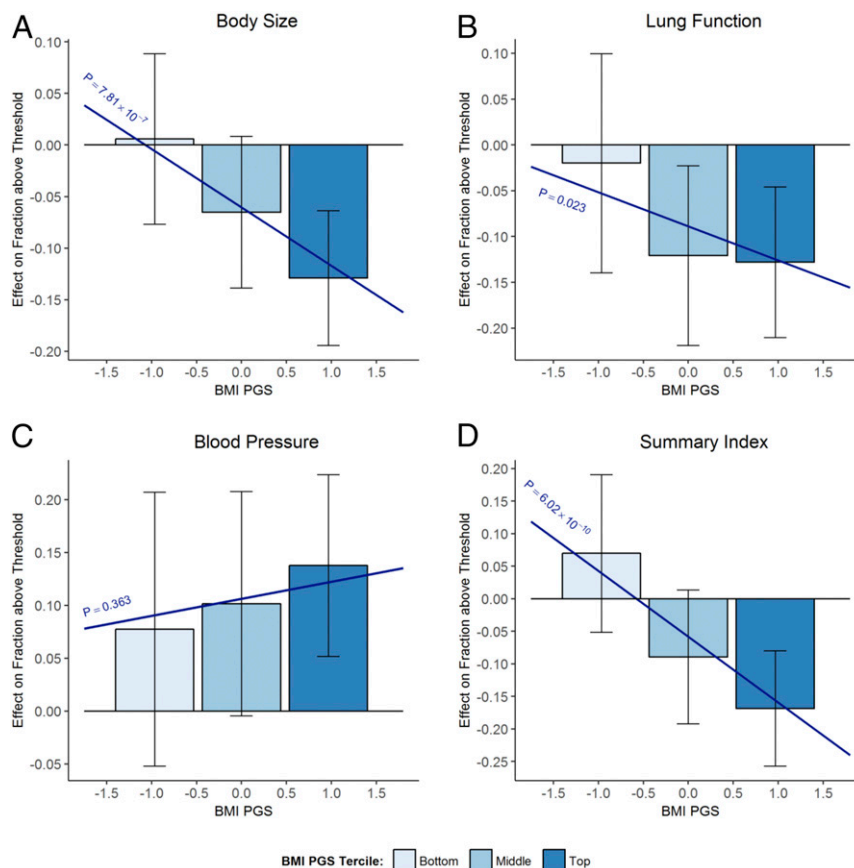 A
Body Size
Effect on Fraction above Threshold
0.10
0.05
0.00
-0.05
-0.10
-0.15
-0.20
P = 7.81 × 10⁻⁷
-1.5 -1.0 -0.5 0.0 0.5 1.0 1.5
BMI PGS
B
Lung Function
Effect on Fraction above Threshold
0.10
0.05
0.00
-0.05
-0.10
-0.15
-0.20
P = 0.023
-1.5 -1.0 -0.5 0.0 0.5 1.0 1.5
BMI PGS
C
Blood Pressure
Effect on Fraction above Threshold
0.20
0.15
0.10
0.05
0.00
-0.05
P = 0.363
-1.5 -1.0 -0.5 0.0 0.5 1.0 1.5
BMI PGS
D
Summary Index
Effect on Fraction above Threshold
0.20
0.15
0.10
0.05
0.00
-0.05
-0.10
-0.15
-0.20
-0.25
P = 6.02 × 10⁻¹⁰
-1.5 -1.0 -0.5 0.0 0.5 1.0 1.5
BMI PGS
BMI PGS Tercile: Bottom Middle Top